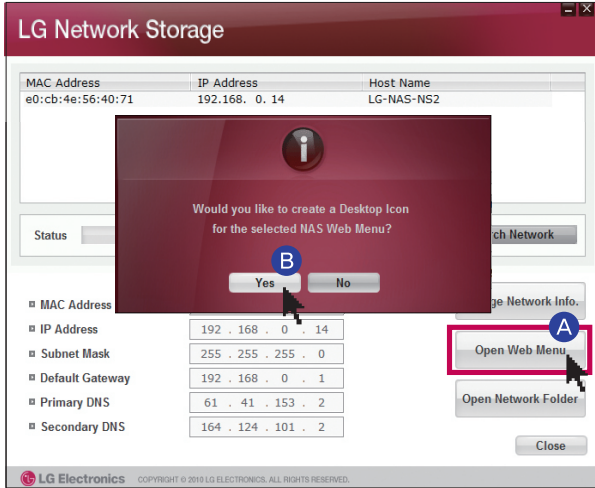 LG Network Storage
MAC Address IP Address Host Name
e0:cb:4e:56:40:71 192.168. 0. 14 LG-NAS-NS2
i
Would you like to create a Desktop Icon
for the selected NAS Web Menu?
B
Yes No
Status rch Network
MAC Address ge Network Info.
IP Address 192 . 168 . 0 . 14
A
Subnet Mask 255 . 255 . 255 . 0
Open Web Menu
Default Gateway 192 . 168 . 0 . 1
Primary DNS 61 . 41 . 153 . 2
Open Network Folder
Secondary DNS 164 . 124 . 101 . 2
Close
LG Electronics COPYRIGHT © 2010 LG ELECTRONICS. ALL RIGHTS RESERVED.